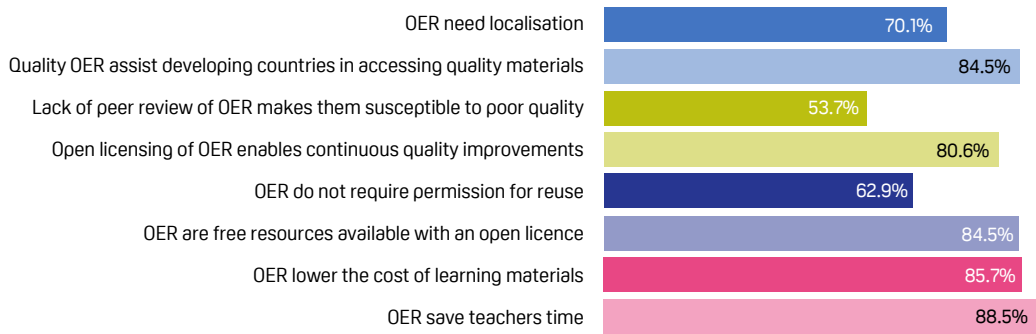 OER need localisation 70.1%
Quality OER assist developing countries in accessing quality materials 84.5%
Lack of peer review of OER makes them susceptible to poor quality 53.7%
Open licensing of OER enables continuous quality improvements 80.6%
OER do not require permission for reuse 62.9%
OER are free resources available with an open licence 84.5%
OER lower the cost of learning materials 85.7%
OER save teachers time 88.5%